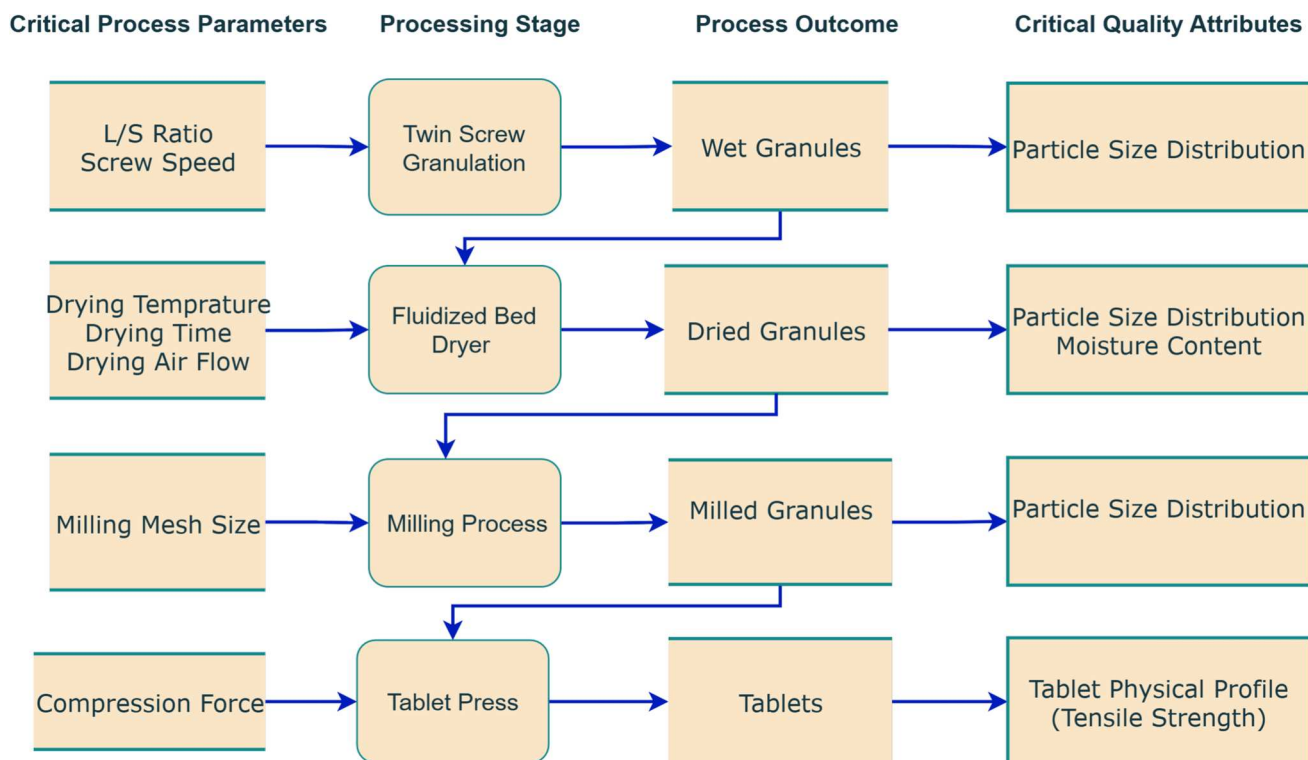 Critical Process Parameters
Processing Stage
Process Outcome
Critical Quality Attributes
L/S Ratio
Screw Speed
Twin Screw
Granulation
Wet Granules
Particle Size Distribution
Drying Temprature
Drying Time
Drying Air Flow
Fluidized Bed
Dryer
Dried Granules
Particle Size Distribution
Moisture Content
Milling Mesh Size
Milling Process
Milled Granules
Particle Size Distribution
Compression Force
Tablet Press
Tablets
Tablet Physical Profile
(Tensile Strength)